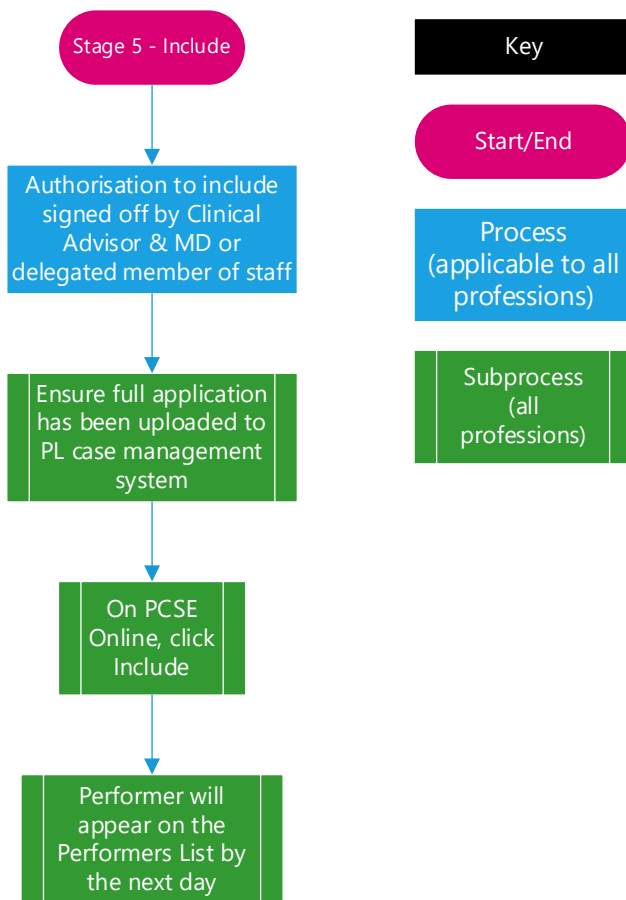 Stage 5 - Include
Authorisation to include
signed off by Clinical
Advisor & MD or
delegated member of staff
Ensure full application
has been uploaded to
PL case management
system
On PCSE
Online, click
Include
Performer will
appear on the
Performers List by
the next day
Key
Start/End
Process
(applicable to all
professions)
Subprocess
(all
professions)